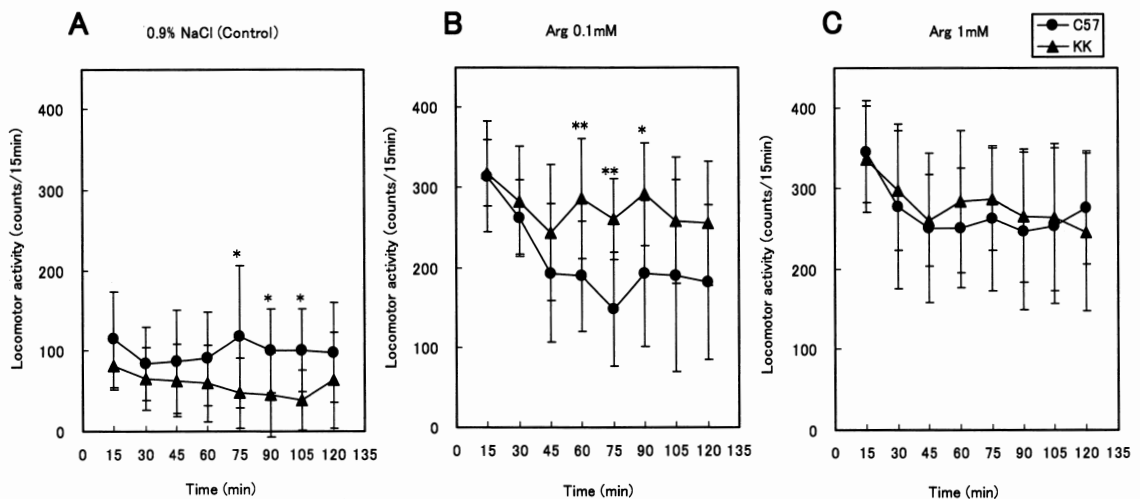 A
0.9% NaCl (Control)
Locomotor activity (counts/15min)
400
300
200
100
0
*
*
*
0 15 30 45 60 75 90 105 120 135
Time (min)
B
Arg 0.1mM
Locomotor activity (counts/15min)
400
300
200
100
0
**
**
*
0 15 30 45 60 75 90 105 120 135
Time (min)
C
Arg 1mM
C57
KK
Locomotor activity (counts/15min)
400
300
200
100
0
0 15 30 45 60 75 90 105 120 135
Time (min)